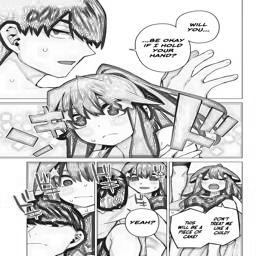 WILL
YOU...
...BE OKAY
IF I HOLD
YOUR
HAND?
DON'T
TREAT ME
LIKE A
CHILD!
THIS
WILL BE A
PIECE OF
CAKE!
YEAH?